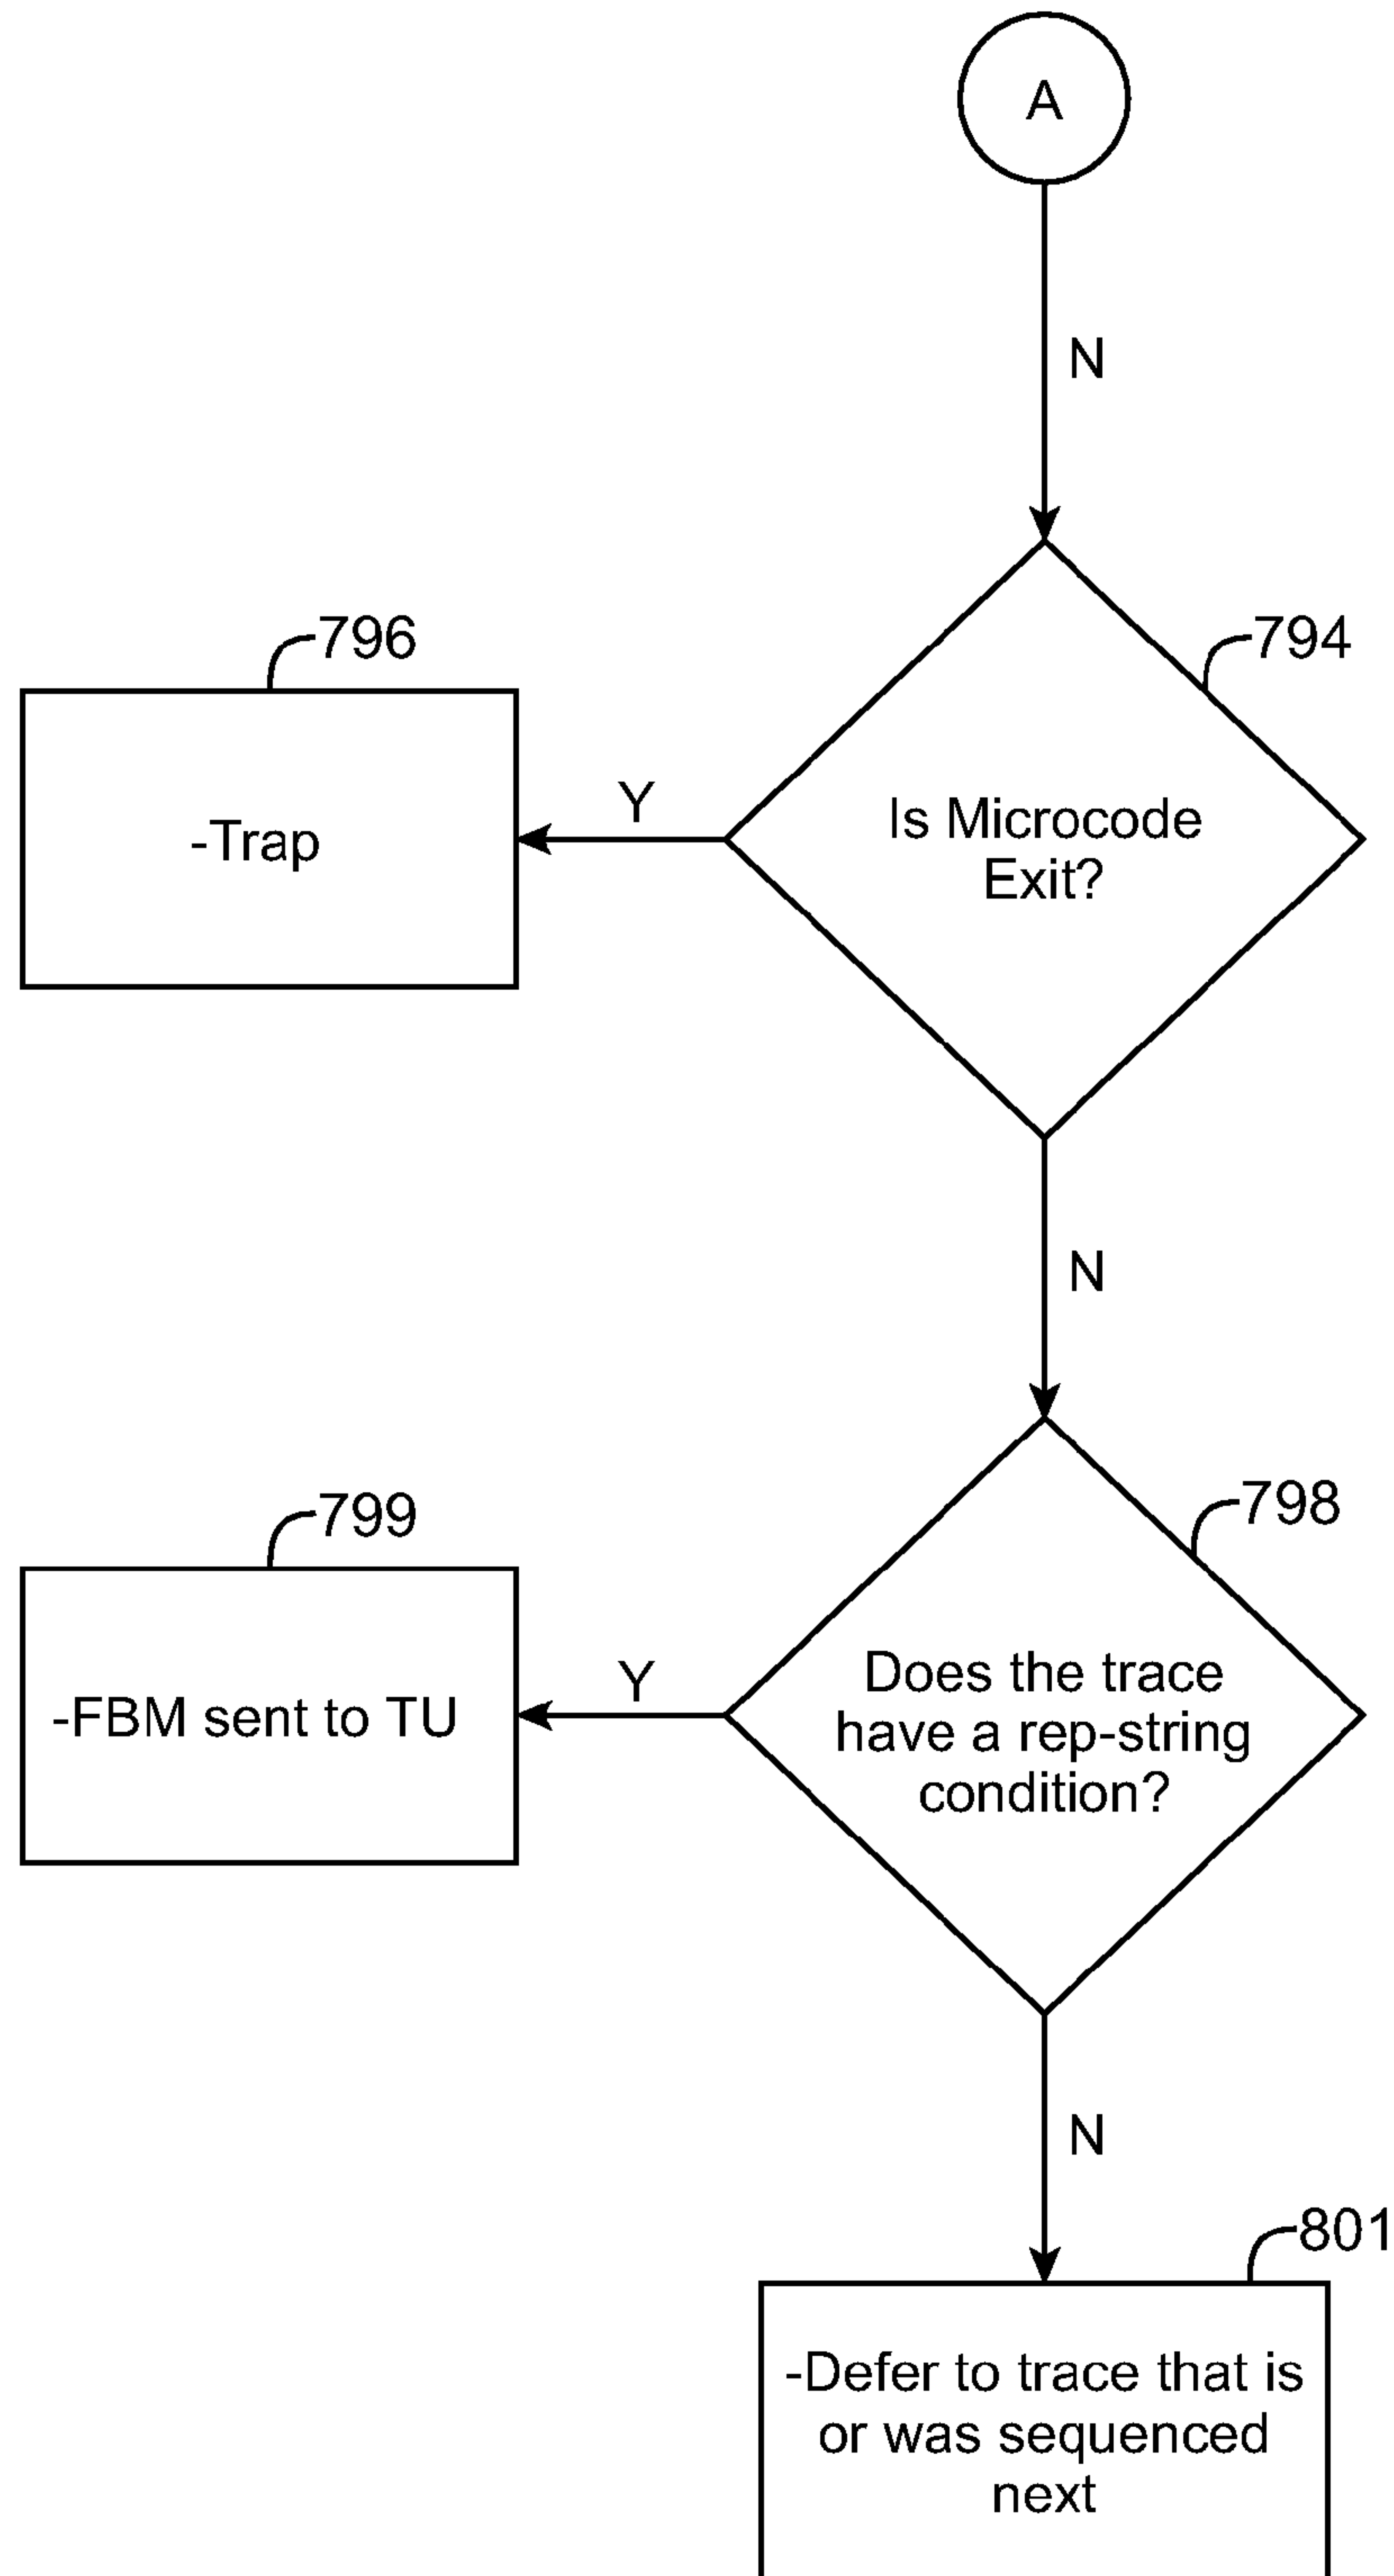 A
N
796
794
-Trap
Y
Is Microcode
Exit?
N
799
798
-FBM sent to TU
Y
Does the trace
have a rep-string
condition?
N
801
-Defer to trace that is
or was sequenced
next